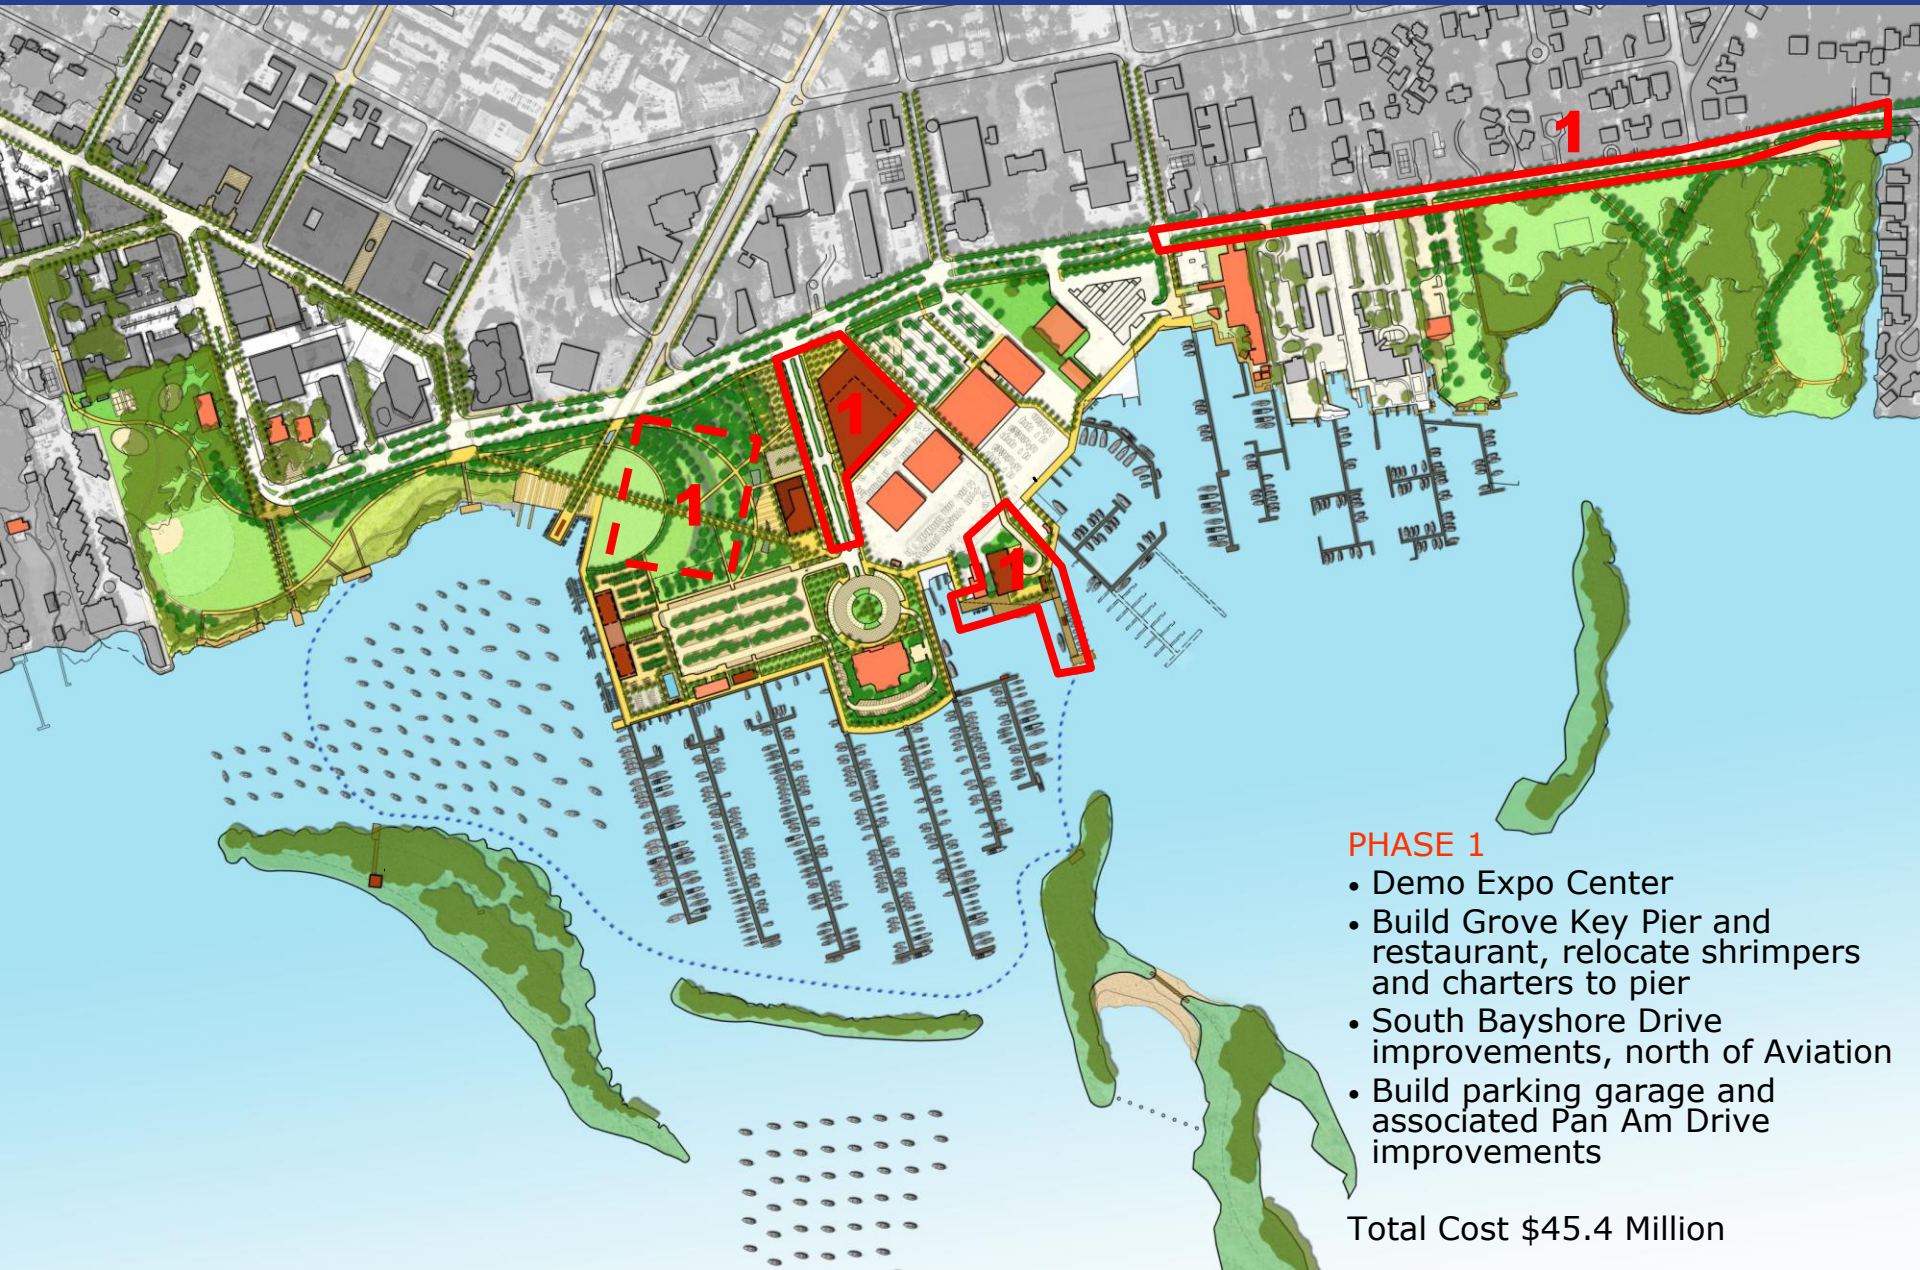 1
1
1
1
PHASE 1
• Demo Expo Center
• Build Grove Key Pier and
restaurant, relocate shrimpers
and charters to pier
• South Bayshore Drive
improvements, north of Aviation
• Build parking garage and
associated Pan Am Drive
improvements
Total Cost $45.4 Million